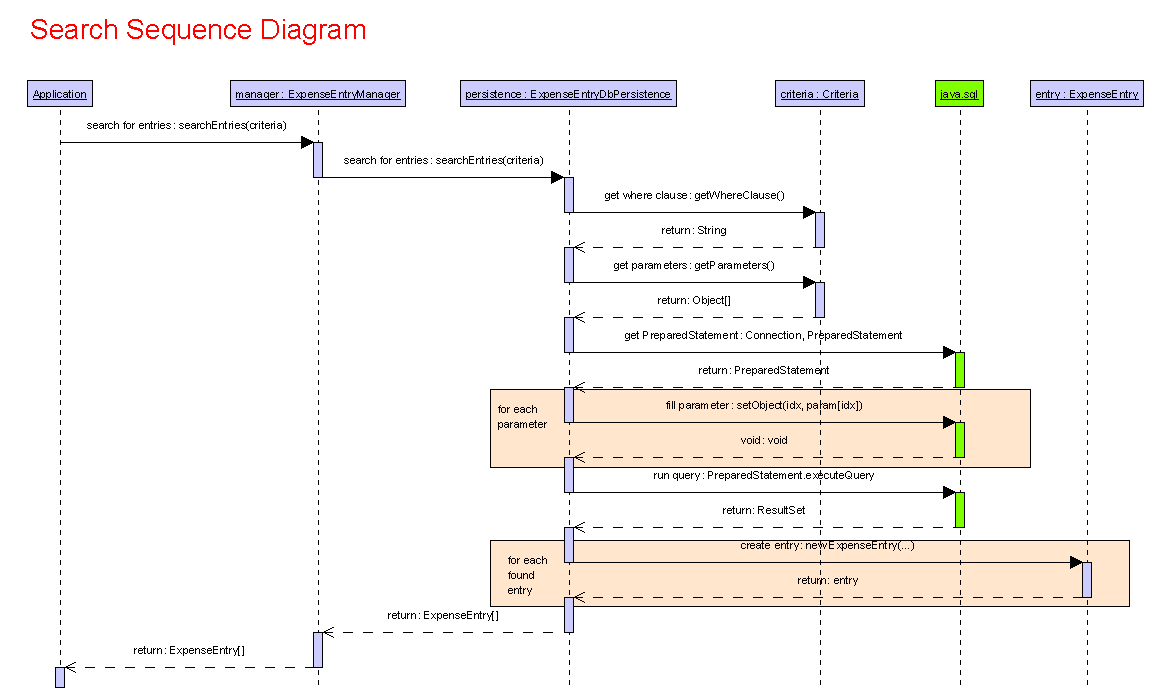 Search Sequence Diagram
Application
manager : ExpenseEntryManager
persistence : ExpenseEntryDbPersistence
criteria : Criteria
java.sql
entry : ExpenseEntry
search for entries : searchEntries(criteria)
search for entries : searchEntries(criteria)
get where clause : getWhereClause()
return: String
get parameters : getParameters()
return: Object[]
get PreparedStatement : Connection, PreparedStatement
return: PreparedStatement
for each
parameter
fill parameter : setObject(idx, param[idx])
void : void
run query : PreparedStatement.executeQuery
return: ResultSet
create entry: new ExpenseEntry(...)
for each
found
entry
return: entry
return: ExpenseEntry[]
return: ExpenseEntry[]